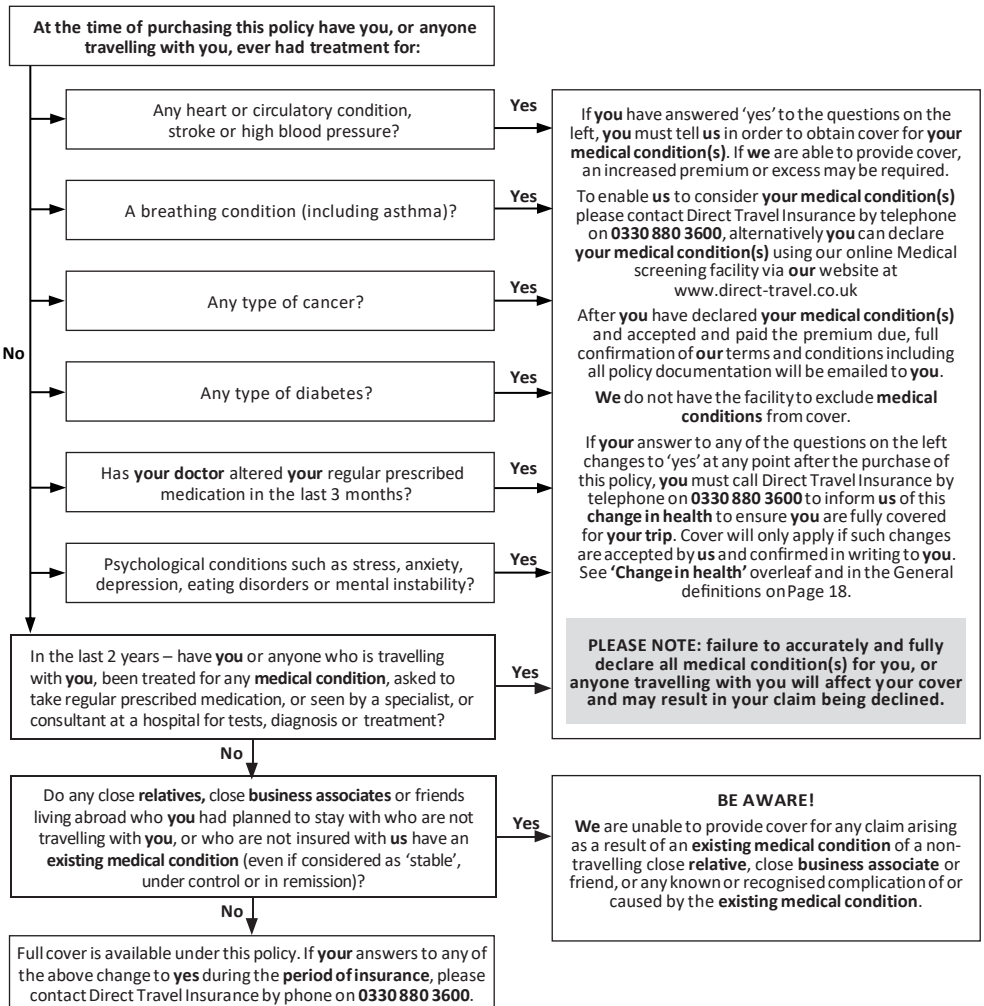 At the time of purchasing this policy have you, or anyone
travelling with you, ever had treatment for:
Any heart or circulatory condition,
stroke or high blood pressure?
Yes
A breathing condition (including asthma)?
Yes
Any type of cancer?
Yes
No
Any type of diabetes?
Yes
Has your doctor altered your regular prescribed
medication in the last 3 months?
Yes
Psychological conditions such as stress, anxiety,
depression, eating disorders or mental instability?
Yes
In the last 2 years – have you or anyone who is travelling
with you, been treated for any medical condition, asked to
take regular prescribed medication, or seen by a specialist, or
consultant at a hospital for tests, diagnosis or treatment?
Yes
If you have answered ‘yes’ to the questions on the
left, you must tell us in order to obtain cover for your
medical condition(s). If we are able to provide cover,
an increased premium or excess may be required.
To enable us to consider your medical condition(s)
please contact Direct Travel Insurance by telephone
on 0330 880 3600, alternatively you can declare
your medical condition(s) using our online Medical
screening facility via our website at
www.direct-travel.co.uk
After you have declared your medical condition(s)
and accepted and paid the premium due, full
confirmation of our terms and conditions including
all policy documentation will be emailed to you.
We do not have the facility to exclude medical
conditions from cover.
If your answer to any of the questions on the left
changes to ‘yes’ at any point after the purchase of
this policy, you must call Direct Travel Insurance by
telephone on 0330 880 3600 to inform us of this
change in health to ensure you are fully covered
for your trip. Cover will only apply if such changes
are accepted by us and confirmed in writing to you.
See ‘Change in health’ overleaf and in the General
definitions on Page 18.
PLEASE NOTE: failure to accurately and fully
declare all medical condition(s) for you, or
anyone travelling with you will affect your cover
and may result in your claim being declined.
No
Do any close relatives, close business associates or friends
living abroad who you had planned to stay with who are not
travelling with you, or who are not insured with us have an
existing medical condition (even if considered as ‘stable’,
under control or in remission)?
Yes
BE AWARE!
We are unable to provide cover for any claim arising
as a result of an existing medical condition of a non-
travelling close relative, close business associate or
friend, or any known or recognised complication of or
caused by the existing medical condition.
No
Full cover is available under this policy. If your answers to any of
the above change to yes during the period of insurance, please
contact Direct Travel Insurance by phone on 0330 880 3600.